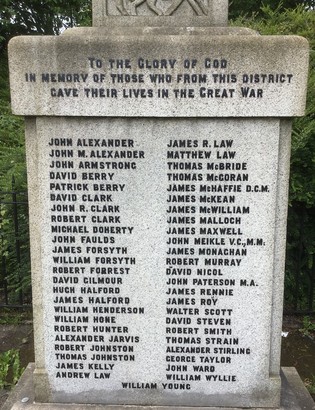 TO THE GLORY OF GOD
IN MEMORY OF THOSE WHO FROM THIS DISTRICT
GAVE THEIR LIVES IN THE GREAT WAR
JOHN ALEXANDER
JOHN M. ALEXANDER
JOHN ARMSTRONG
DAVID BERRY
PATRICK BERRY
DAVID CLARK
JOHN R. CLARK
ROBERT CLARK
MICHAEL DOHERTY
JOHN FAULDS
JAMES FORSYTH
WILLIAM FORSYTH
ROBERT FORREST
DAVID GILMOUR
HUGH HALFORD
JAMES HALFORD
WILLIAM HENDERSON
WILLIAM HONE
ROBERT HUNTER
ALEXANDER JARVIS
ROBERT JOHNSTON
THOMAS JOHNSTON
JAMES KELLY
ANDREW LAW
JAMES R. LAW
MATTHEW LAW
THOMAS McBRIDE
THOMAS McGORAN
JAMES McHAFFIE D.C.M.
JAMES McKEAN
JAMES McWILLIAM
JAMES MALLOCH
JAMES MAXWELL
JOHN MEIKLE V.C., M.M.
JAMES MONAGHAN
ROBERT MURRAY
DAVID NICOL
JOHN PATERSON M.A.
JAMES RENNIE
JAMES ROY
WALTER SCOTT
DAVID STEVEN
ROBERT SMITH
THOMAS STRAIN
ALEXANDER STIRLING
GEORGE TAYLOR
JOHN WARD
WILLIAM WYLLIE
WILLIAM YOUNG